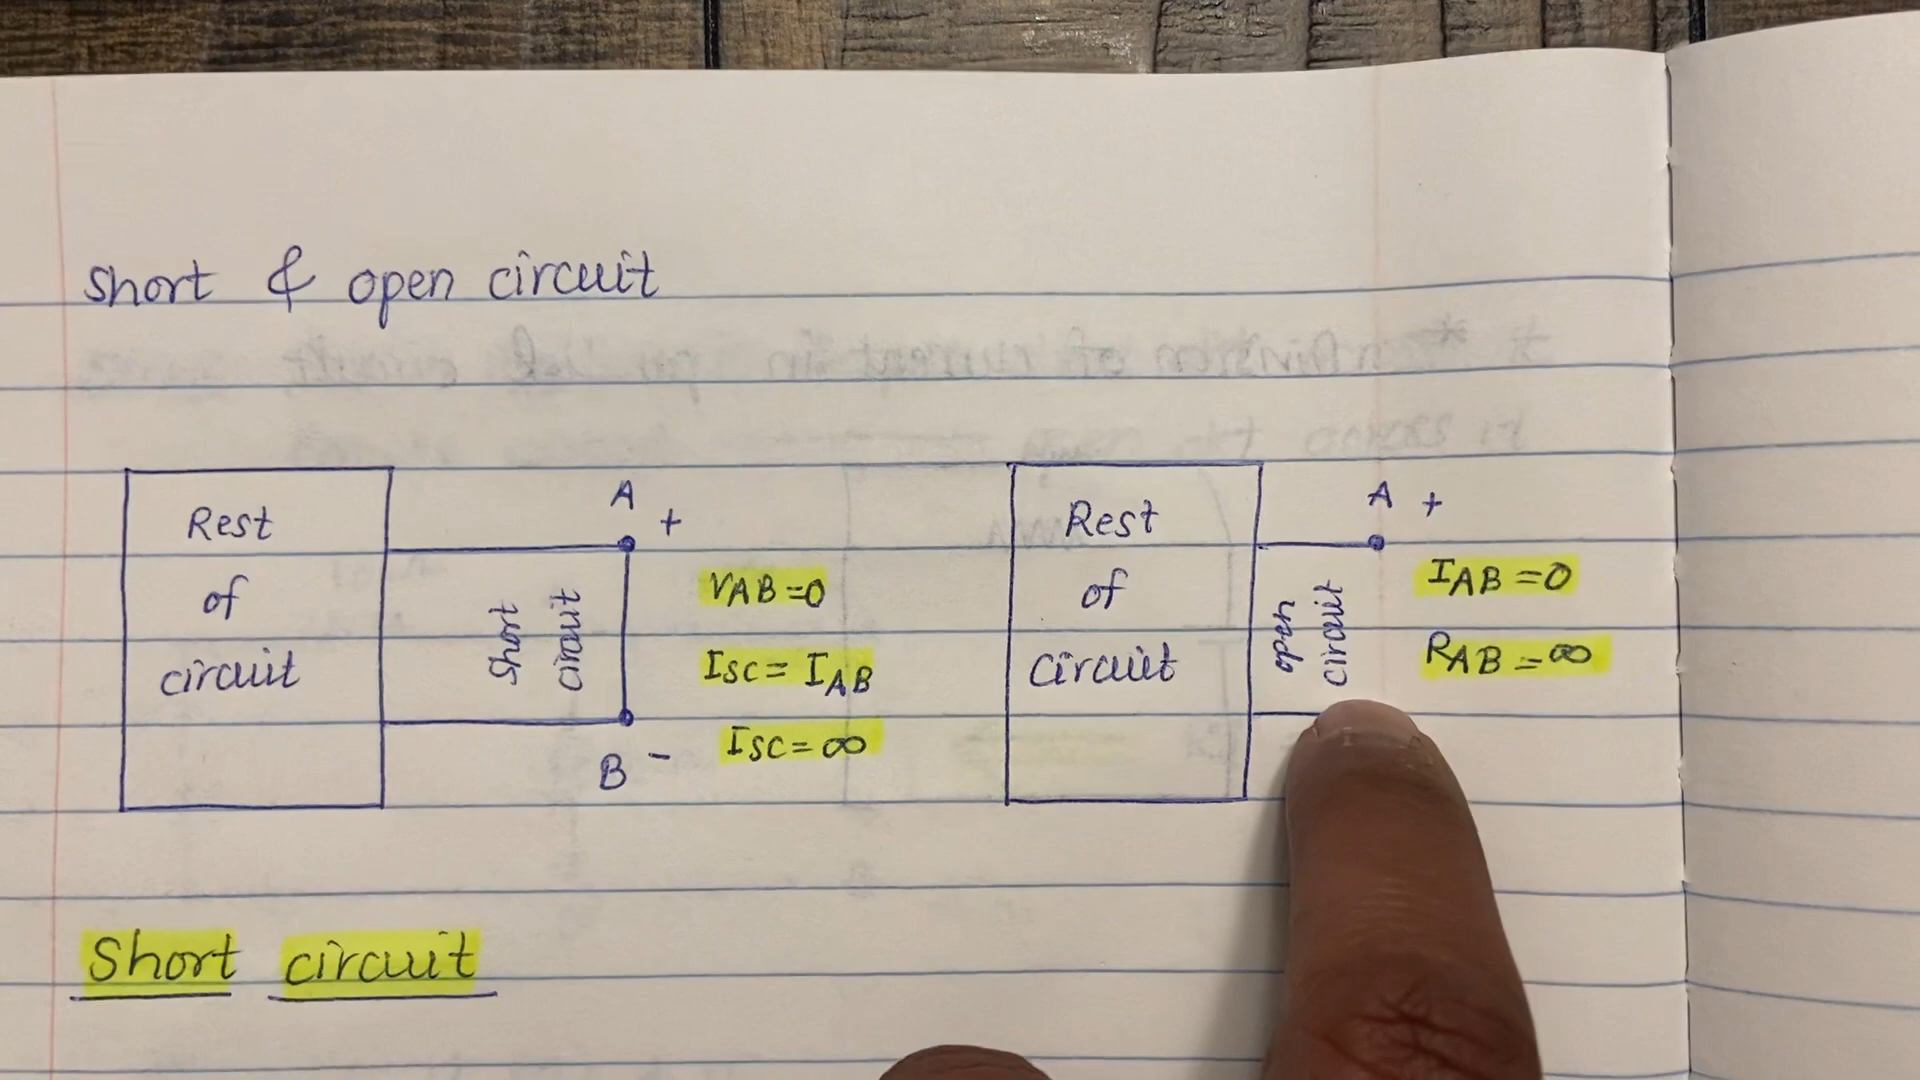 Short & open circuit
Rest
of
circuit
Short
circuit
A
+
VAB=0
ISC=IAB
ISC=∞
B -
Rest
of
Circuit
open
circuit
A +
IAB=0
RAB=∞
Short circuit